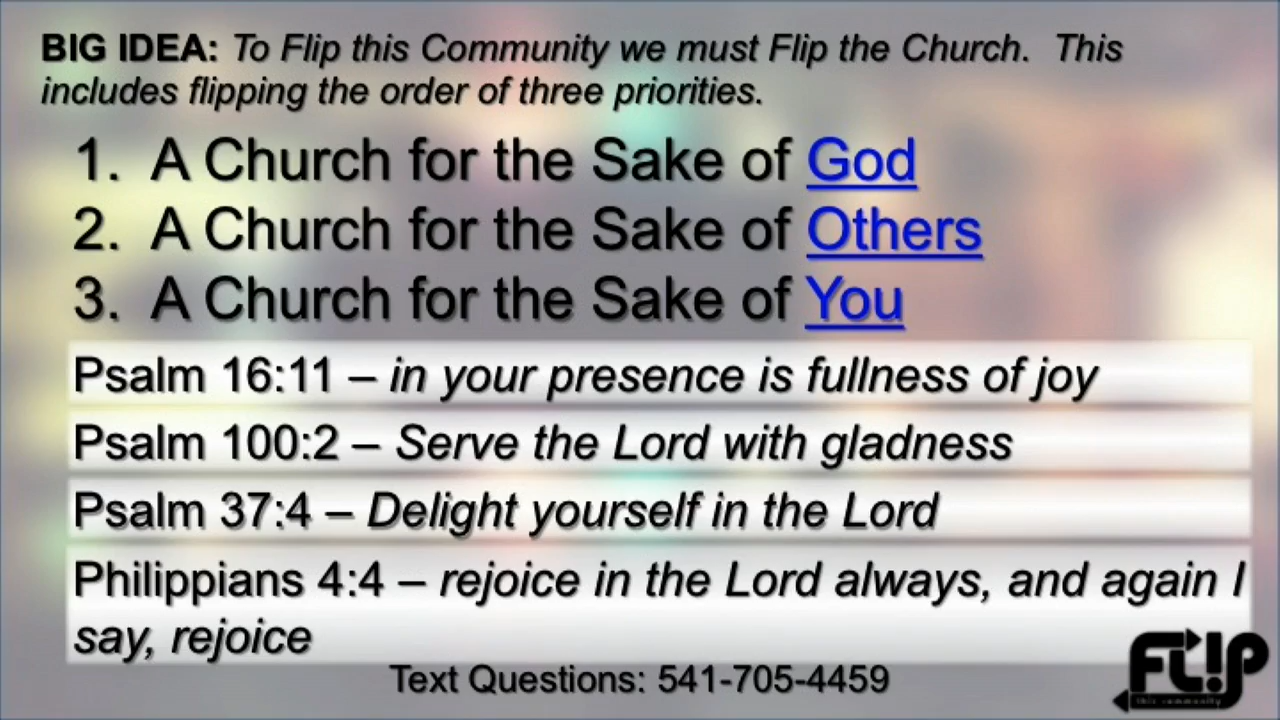 BIG IDEA: To Flip this Community we must Flip the Church. This
includes flipping the order of three priorities.
1. A Church for the Sake of God
2. A Church for the Sake of Others
3. A Church for the Sake of You
Psalm 16:11 – in your presence is fullness of joy
Psalm 100:2 – Serve the Lord with gladness
Psalm 37:4 – Delight yourself in the Lord
Philippians 4:4 – rejoice in the Lord always, and again I
say, rejoice
Text Questions: 541-705-4459
FL!P
this community